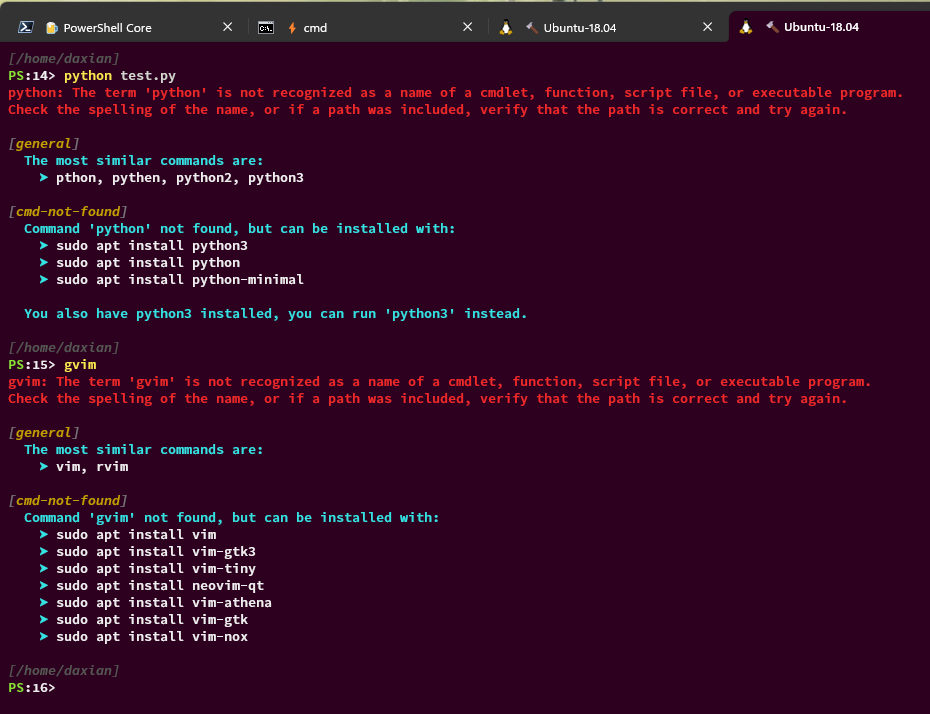 PowerShell Core
cmd
Ubuntu-18.04
Ubuntu-18.04
[/home/daxian]
PS:14> python test.py
python: The term 'python' is not recognized as a name of a cmdlet, function, script file, or executable program.
Check the spelling of the name, or if a path was included, verify that the path is correct and try again.
[general]
The most similar commands are:
➤ pthon, pythen, python2, python3
[cmd-not-found]
Command 'python' not found, but can be installed with:
➤ sudo apt install python3
➤ sudo apt install python
➤ sudo apt install python-minimal
You also have python3 installed, you can run 'python3' instead.
[/home/daxian]
PS:15> gvim
gvim: The term 'gvim' is not recognized as a name of a cmdlet, function, script file, or executable program.
Check the spelling of the name, or if a path was included, verify that the path is correct and try again.
[general]
The most similar commands are:
➤ vim, rvim
[cmd-not-found]
Command 'gvim' not found, but can be installed with:
➤ sudo apt install vim
➤ sudo apt install vim-gtk3
➤ sudo apt install vim-tiny
➤ sudo apt install neovim-qt
➤ sudo apt install vim-athena
➤ sudo apt install vim-gtk
➤ sudo apt install vim-nox
[/home/daxian]
PS:16>